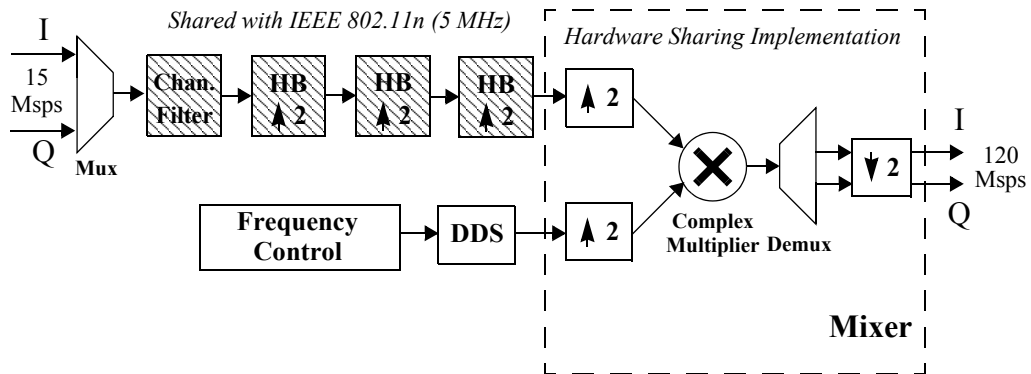 Shared with IEEE 802.11n (5 MHz)
Hardware Sharing Implementation
I
15
Msps
Q
Mux
Chan.
Filter
HB
2
HB
2
HB
2
2
Complex
Multiplier
Demux
2
I
120
Msps
Q
Frequency
Control
DDS
2
Mixer